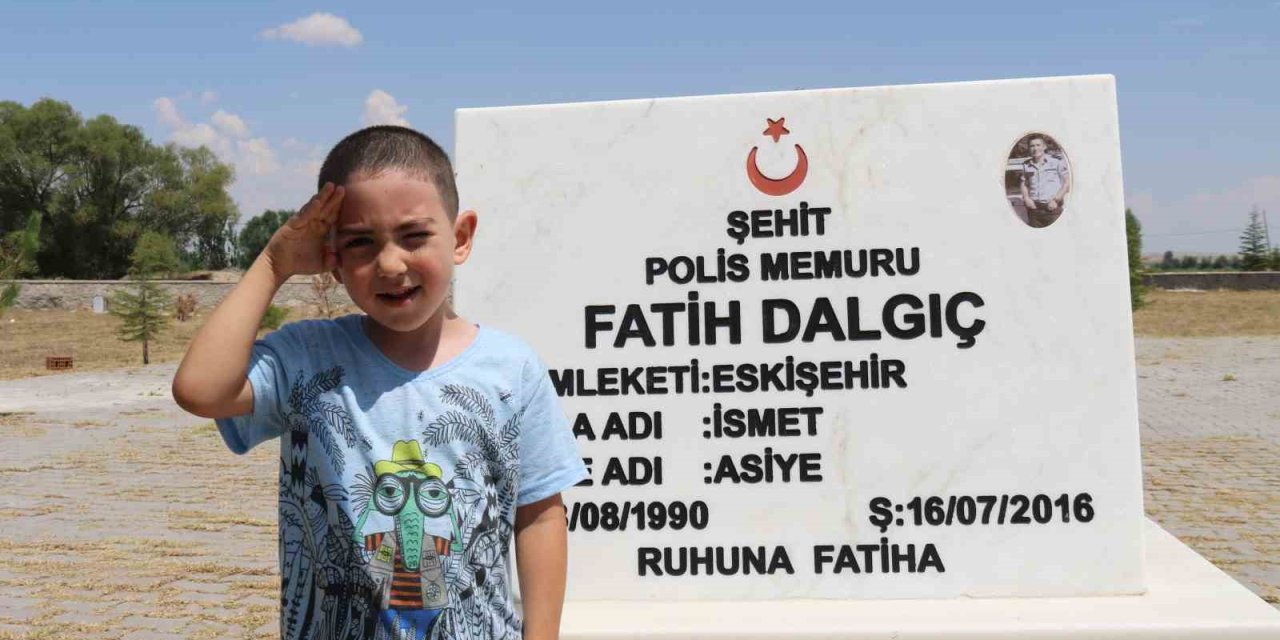 ŞEHİT
POLİS MEMURU
FATİH DALGIÇ
MLEKETİ:ESKİŞEHİR
A ADI :İSMET
E ADI :ASİYE
/08/1990 Ş:16/07/2016
RUHUNA FATİHA